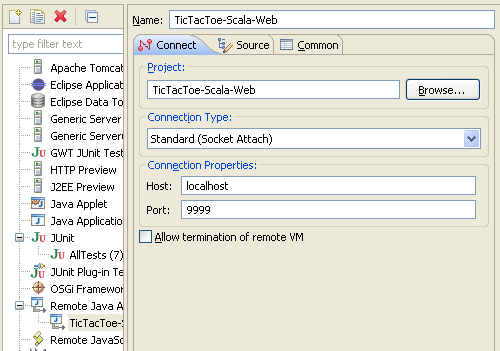 type filter text
Apache Tomcat
Eclipse Applica
Eclipse Data To
Generic Server
Generic Server(
GWT JUnit Test
HTTP Preview
J2EE Preview
Java Applet
Java Application
JUnit
AllTests (7)
JUnit Plug-in Te
OSGi Framework
Remote Java A
TicTacToe-S
Remote JavaSc
Name: TicTacToe-Scala-Web
Connect Source Common
Project:
TicTacToe-Scala-Web Browse...
Connection Type:
Standard (Socket Attach)
Connection Properties:
Host: localhost
Port: 9999
Allow termination of remote VM